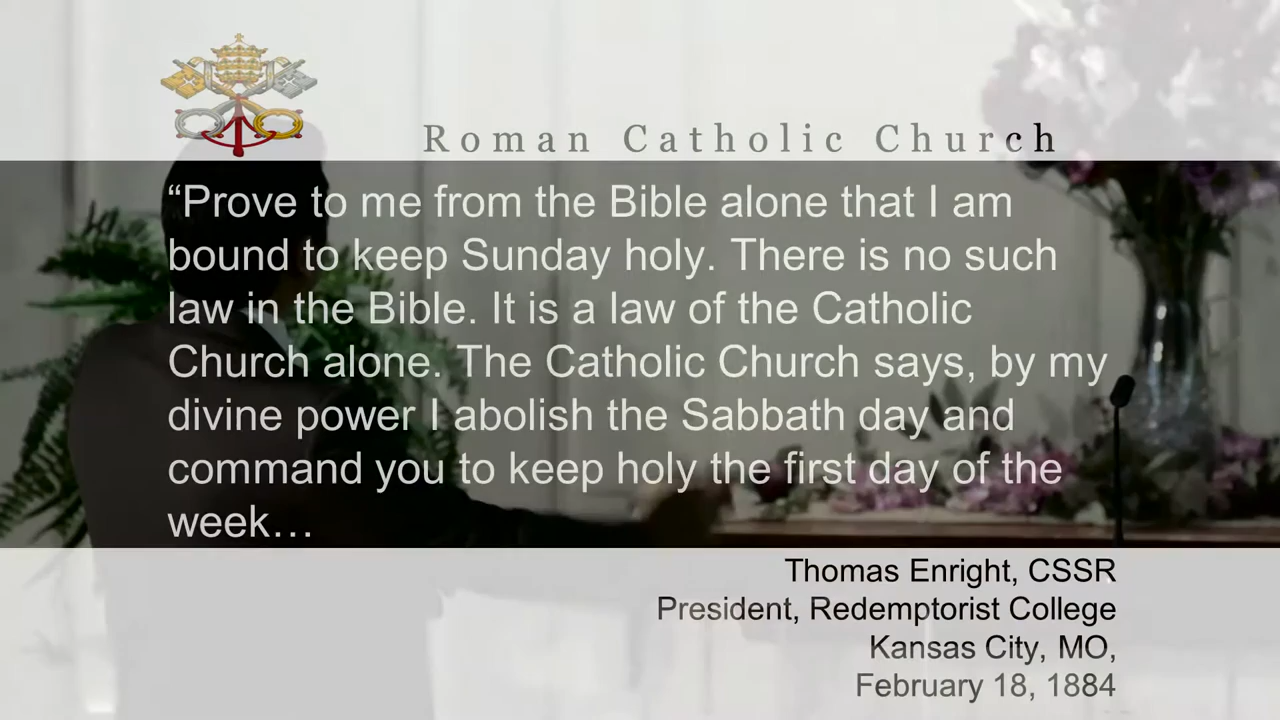 Roman Catholic Church
“Prove to me from the Bible alone that I am
bound to keep Sunday holy. There is no such
law in the Bible. It is a law of the Catholic
Church alone. The Catholic Church says, by my
divine power I abolish the Sabbath day and
command you to keep holy the first day of the
week…
Thomas Enright, CSSR
President, Redemptorist College
Kansas City, MO,
February 18, 1884